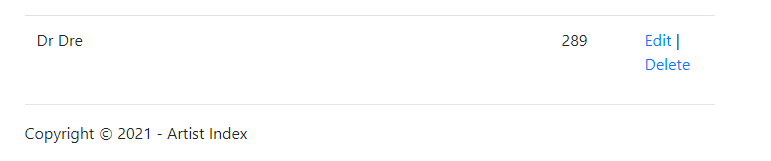 Dr Dre 289 Edit |
Delete
Copyright © 2021 - Artist Index